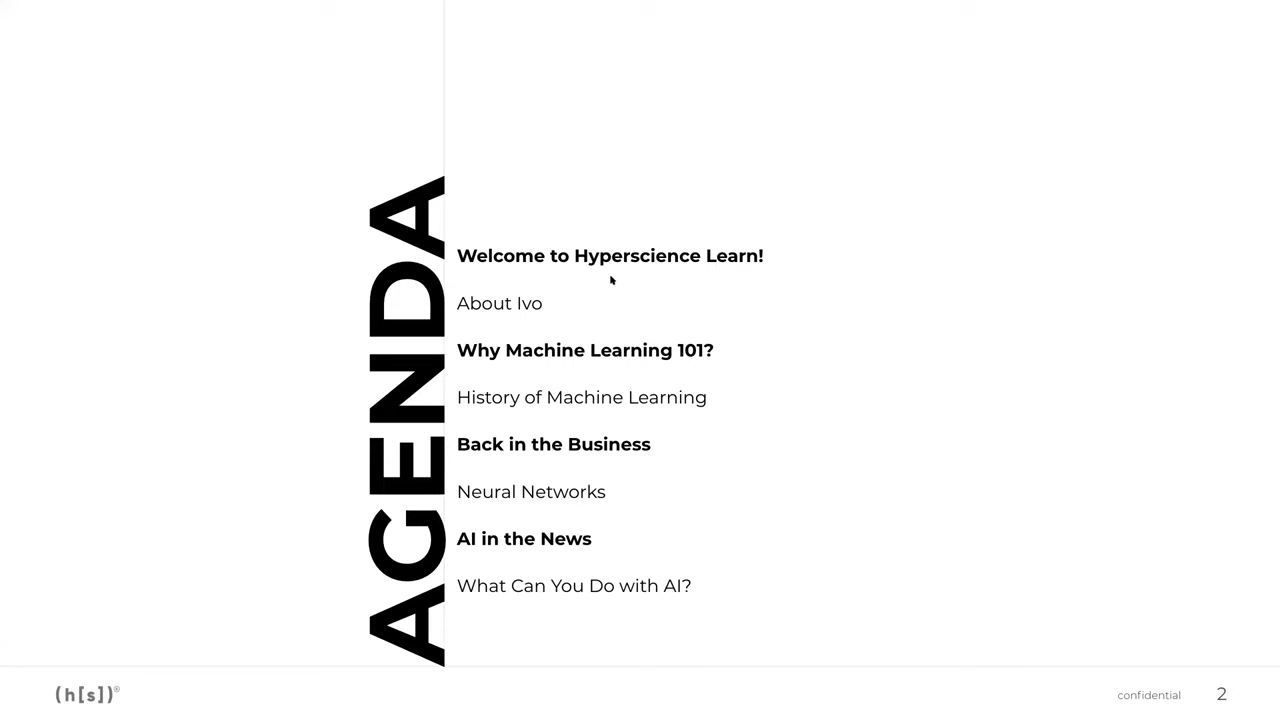 AGENDA
Welcome to Hyperscience Learn!
About Ivo
Why Machine Learning 101?
History of Machine Learning
Back in the Business
Neural Networks
AI in the News
What Can You Do with AI?
(h[s])®
confidential
2